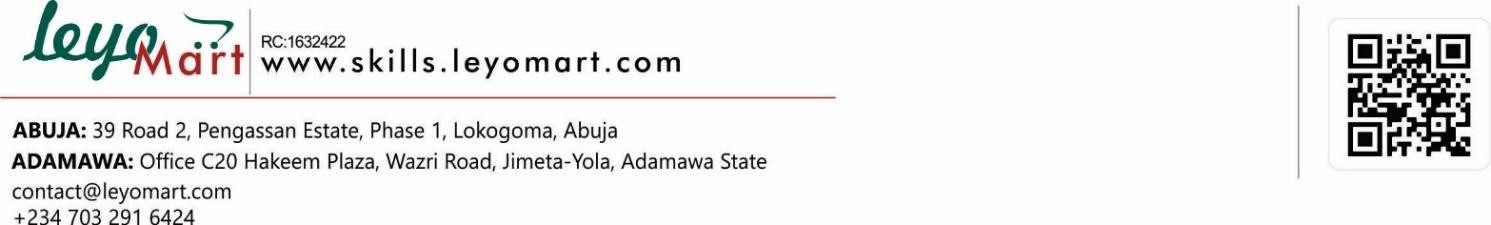 leyoMart
RC:1632422
www.skills.leyomart.com
ABUJA: 39 Road 2, Pengassan Estate, Phase 1, Lokogoma, Abuja
ADAMAWA: Office C20 Hakeem Plaza, Wazri Road, Jimeta-Yola, Adamawa State
contact@leyomart.com
+234 703 291 6424